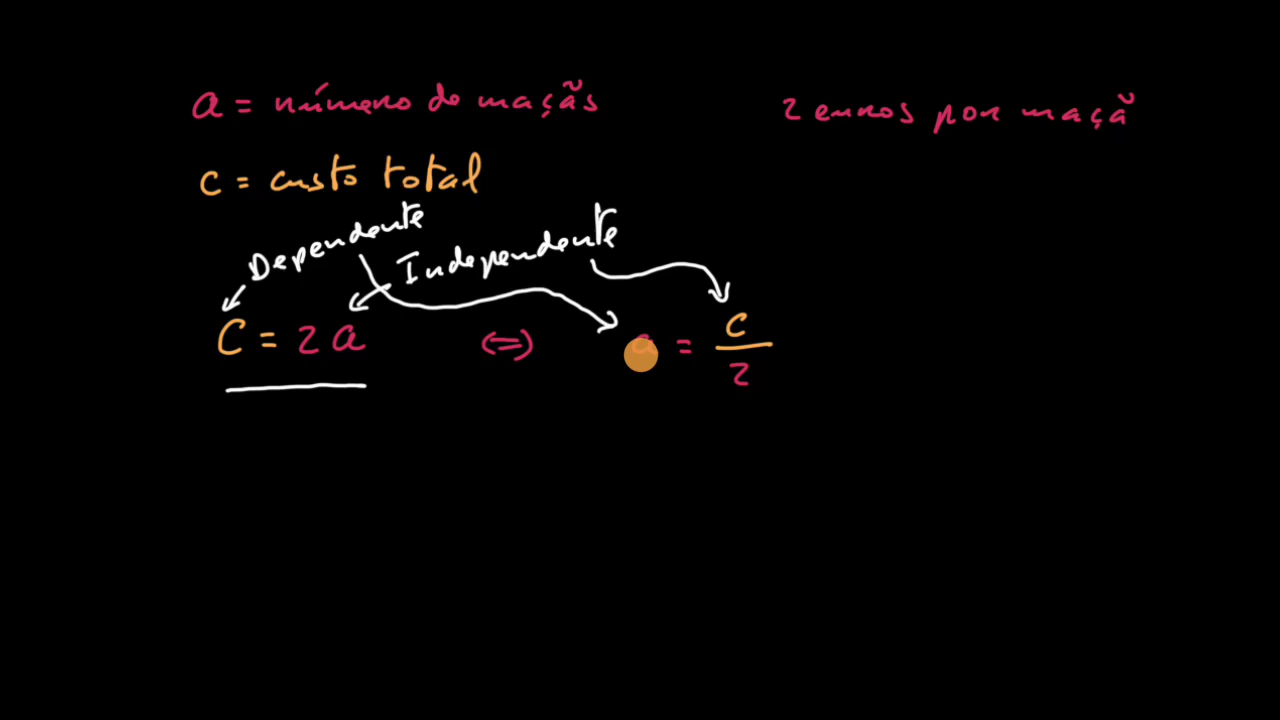 a = número de maçãs
2 euros por maçã
c = custo total
Dependente
Independente
C = 2a <=> a = c/2